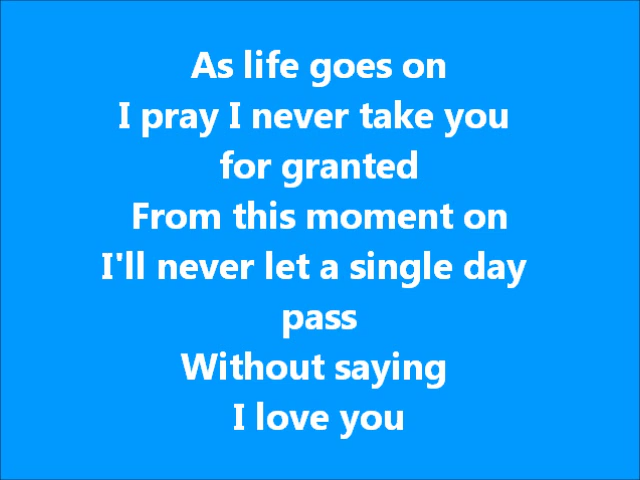 As life goes on
I pray I never take you
for granted
From this moment on
I'll never let a single day
pass
Without saying
I love you